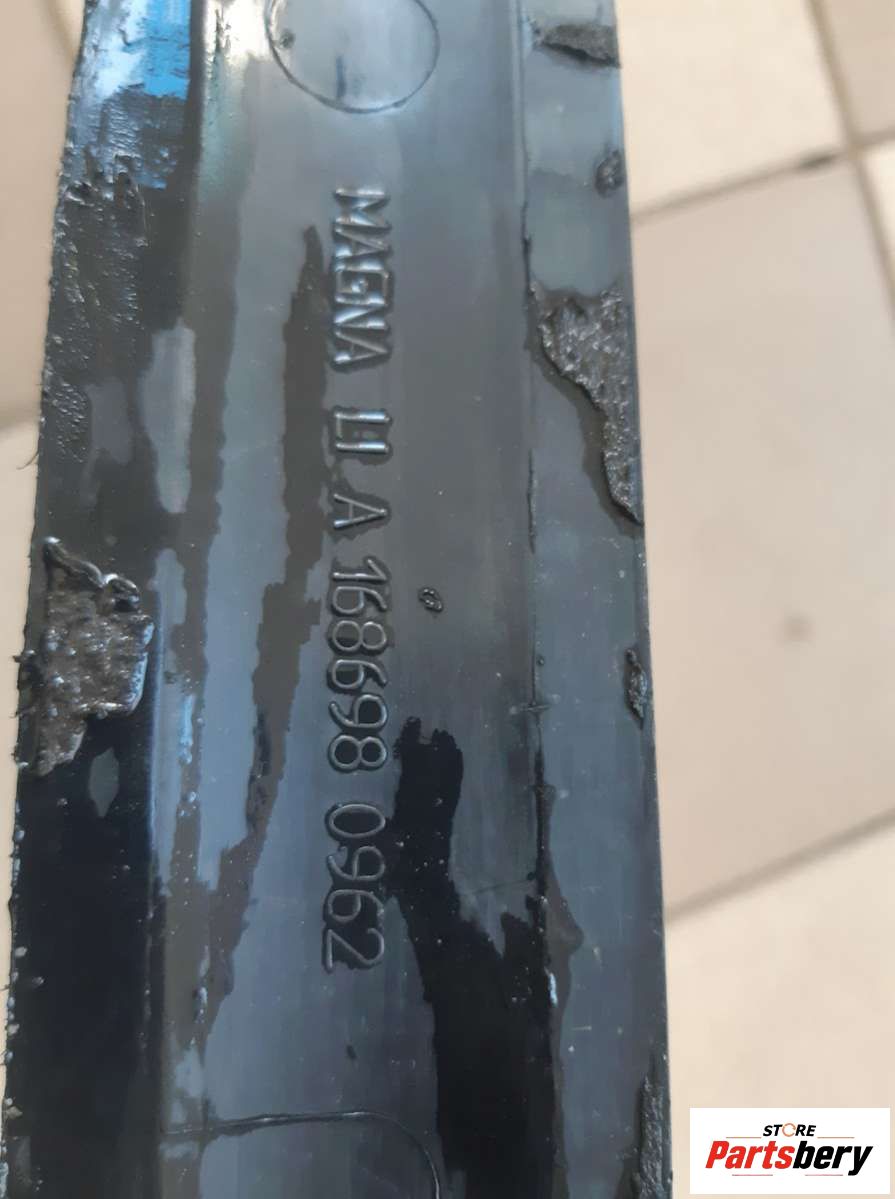 MAGNA LI A 168698 0962
STORE
Partsbery